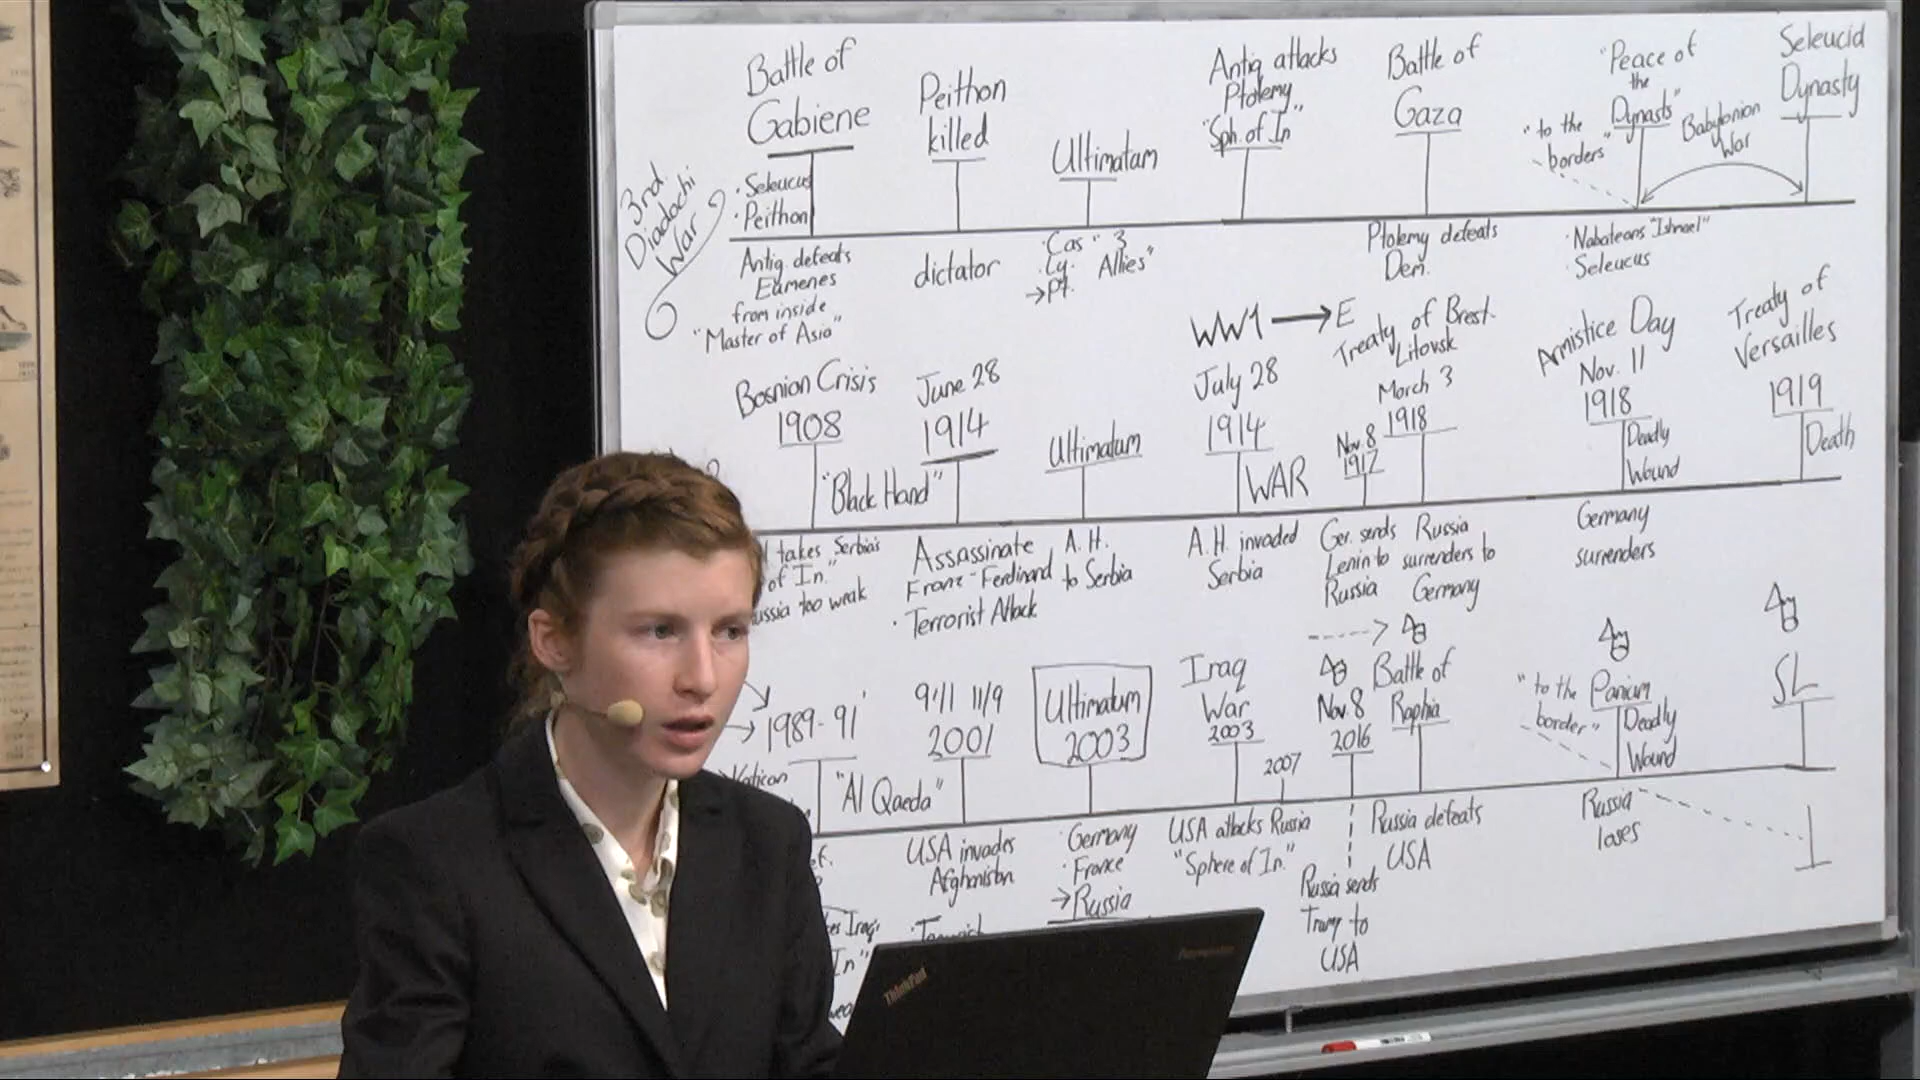 Battle of
Gabiene
Peithon
killed
Ultimatam
Antig attacks
Ptolemy
"Sph. of In"
Battle of
Gaza
"to the
borders"
"Peace of
the
Dynasts"
Babylonian
War
Seleucid
Dynasty
3rd.
Diadachi
War
· Seleucus
· Peithon
Antig. defeats
Eumenes
from inside
"Master of Asia"
dictator
· Cas
· Ly.
→ Pt.
"3
Allies"
Ptolemy defeats
Dem.
· Nabateans "Ishmael"
· Seleucus
Bosnian Crisis
1908
"Black Hand"
June 28
1914
Ultimatum
WW1 → E
July 28
1914
WAR
Nov. 8
1917
Treaty of Brest-
Litovsk
March 3
1918
Armistice Day
Nov. 11
1918
Deadly
Wound
Treaty of
Versailles
1919
Death
takes Serbia's
of In."
ussia too weak
Assassinate
Franz-Ferdinand
· Terrorist Attack
A. H.
to Serbia
A. H. invaded
Serbia
Ger. sends
Lenin to
Russia
Russia
surrenders to
Germany
Germany
surrenders
1989-91
Vatican
"Al Qaeda"
9/11 11/9
2001
Ultimatum
2003
Iraq
War
2003
2007
Nov. 8
2016
Battle of
Raphia
"to the
border"
Panium
Deadly
Wound
SL
ef.
es Iraq's
In"
USA invades
Afghanistan
· Germany
· France
→ Russia
USA attacks Russia
"Sphere of In."
Russia sends
Trump to
USA
Russia defeats
USA
Russia
loses
ThinkPad